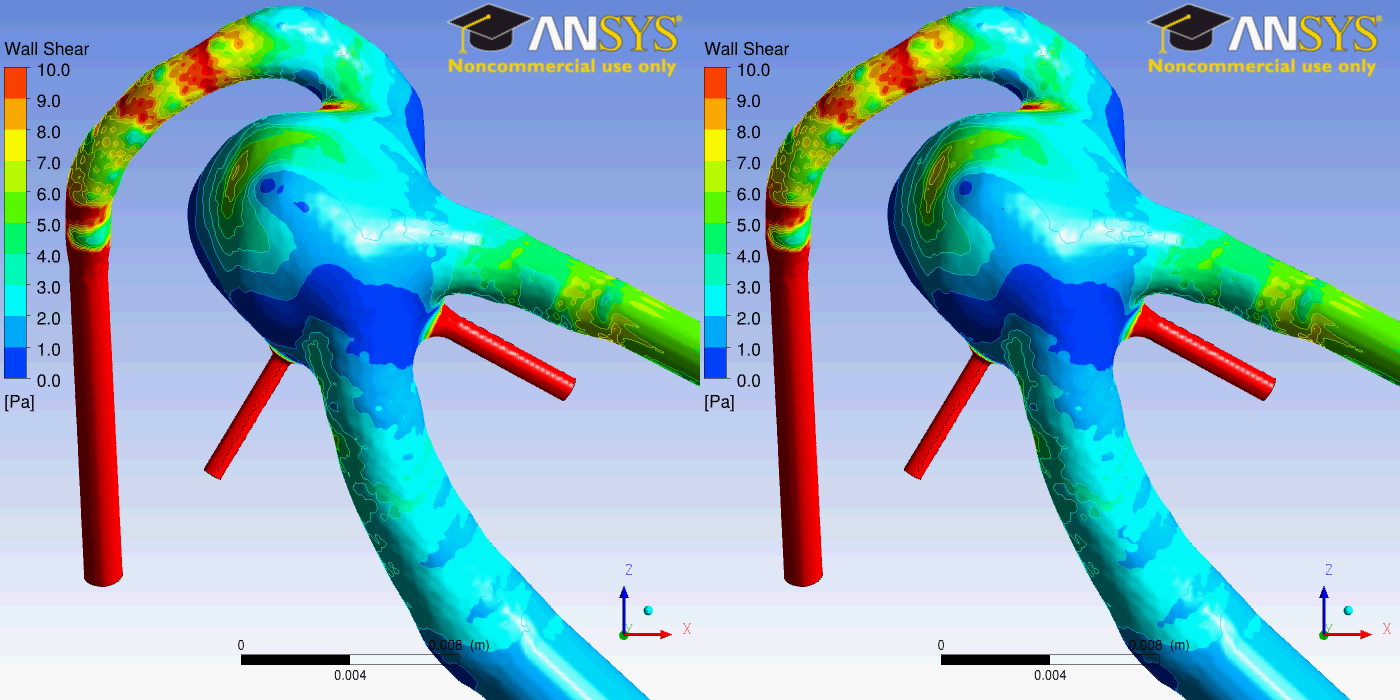 ANSYS
Noncommercial use only
Wall Shear
10.0
9.0
8.0
7.0
6.0
5.0
4.0
3.0
2.0
1.0
0.0
[Pa]
Z
X
Y
0
0.008 (m)
0.004
ANSYS
Noncommercial use only
Wall Shear
10.0
9.0
8.0
7.0
6.0
5.0
4.0
3.0
2.0
1.0
0.0
[Pa]
Z
X
Y
0
0.008 (m)
0.004